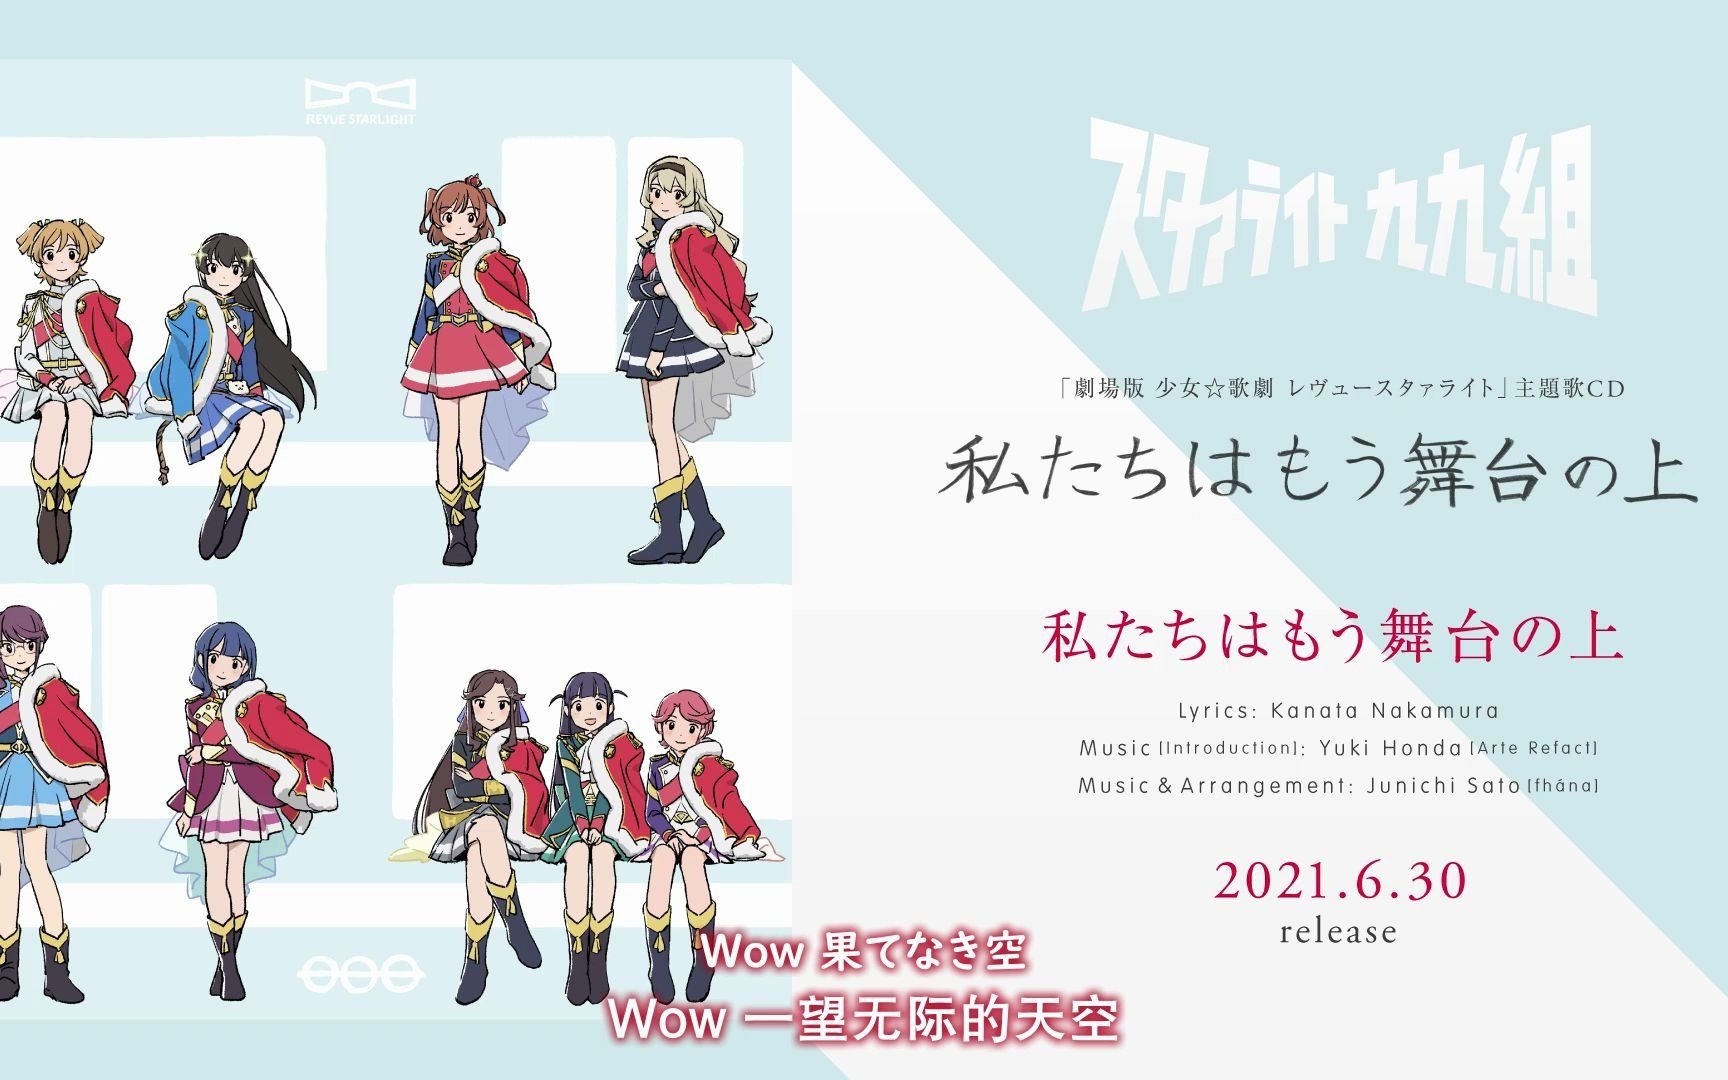 REVUE STARLIGHT
スタァライト九九組
「劇場版 少女☆歌劇 レヴュースタァライト」主題歌CD
私たちはもう舞台の上
私たちはもう舞台の上
Lyrics: Kanata Nakamura
Music [Introduction]: Yuki Honda [Arte Refact]
Music & Arrangement: Junichi Sato [fhána]
2021.6.30
release
Wow 果てなき空
Wow 一望无际的天空